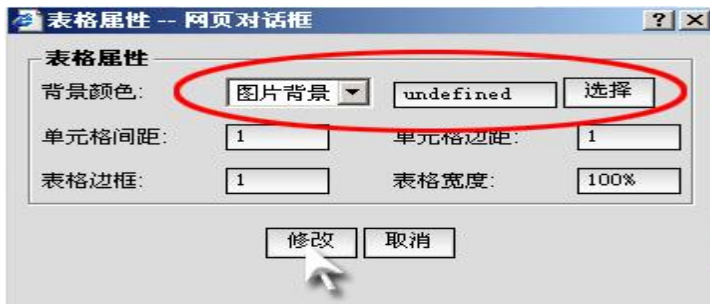 表格属性 -- 网页对话框
表格属性
背景颜色: 图片背景 undefined 选择
单元格间距: 1 单元格边距: 1
表格边框: 1 表格宽度: 100%
修改 取消